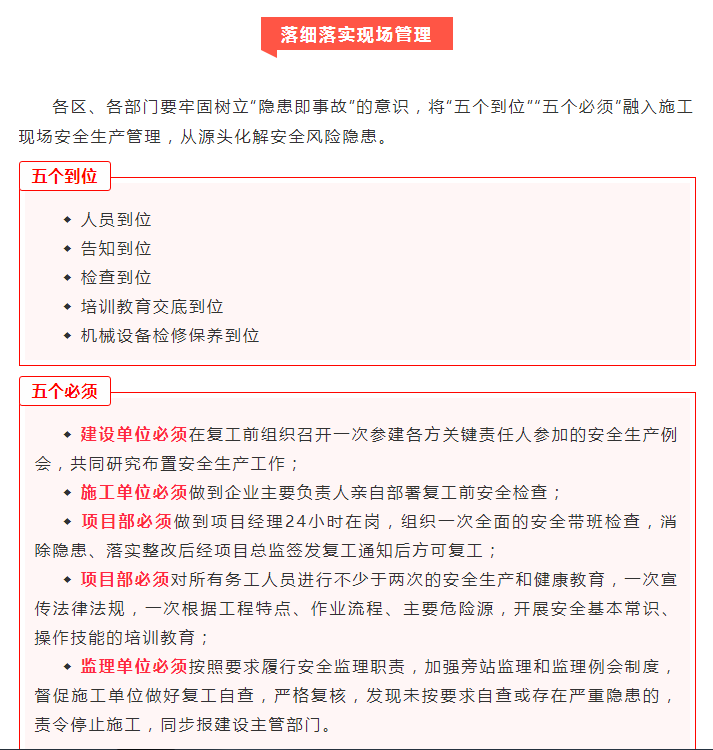 落细落实现场管理
各区、各部门要牢固树立“隐患即事故”的意识，将“五个到位”“五个必须”融入施工
现场安全生产管理，从源头化解安全风险隐患。
五个到位
◆ 人员到位
◆ 告知到位
◆ 检查到位
◆ 培训教育交底到位
◆ 机械设备检修保养到位
五个必须
◆ 建设单位必须在复工前组织召开一次参建各方关键责任人参加的安全生产例
会，共同研究布置安全生产工作；
◆ 施工单位必须做到企业主要负责人亲自部署复工前安全检查；
◆ 项目部必须做到项目经理24小时在岗，组织一次全面的安全带班检查，消
除隐患、落实整改后经项目总监签发复工通知后方可复工；
◆ 项目部必须对所有务工人员进行不少于两次的安全生产和健康教育，一次宣
传法律法规，一次根据工程特点、作业流程、主要危险源，开展安全基本常识、
操作技能的培训教育；
◆ 监理单位必须按照要求履行安全监理职责，加强旁站监理和监理例会制度，
督促施工单位做好复工自查，严格复核，发现未按要求自查或存在严重隐患的，
责令停止施工，同步报建设主管部门。